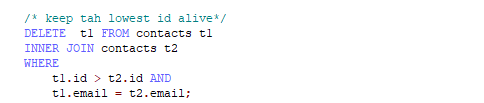 /* keep tah lowest id alive*/
DELETE t1 FROM contacts t1
INNER JOIN contacts t2
WHERE
t1.id > t2.id AND
t1.email = t2.email;